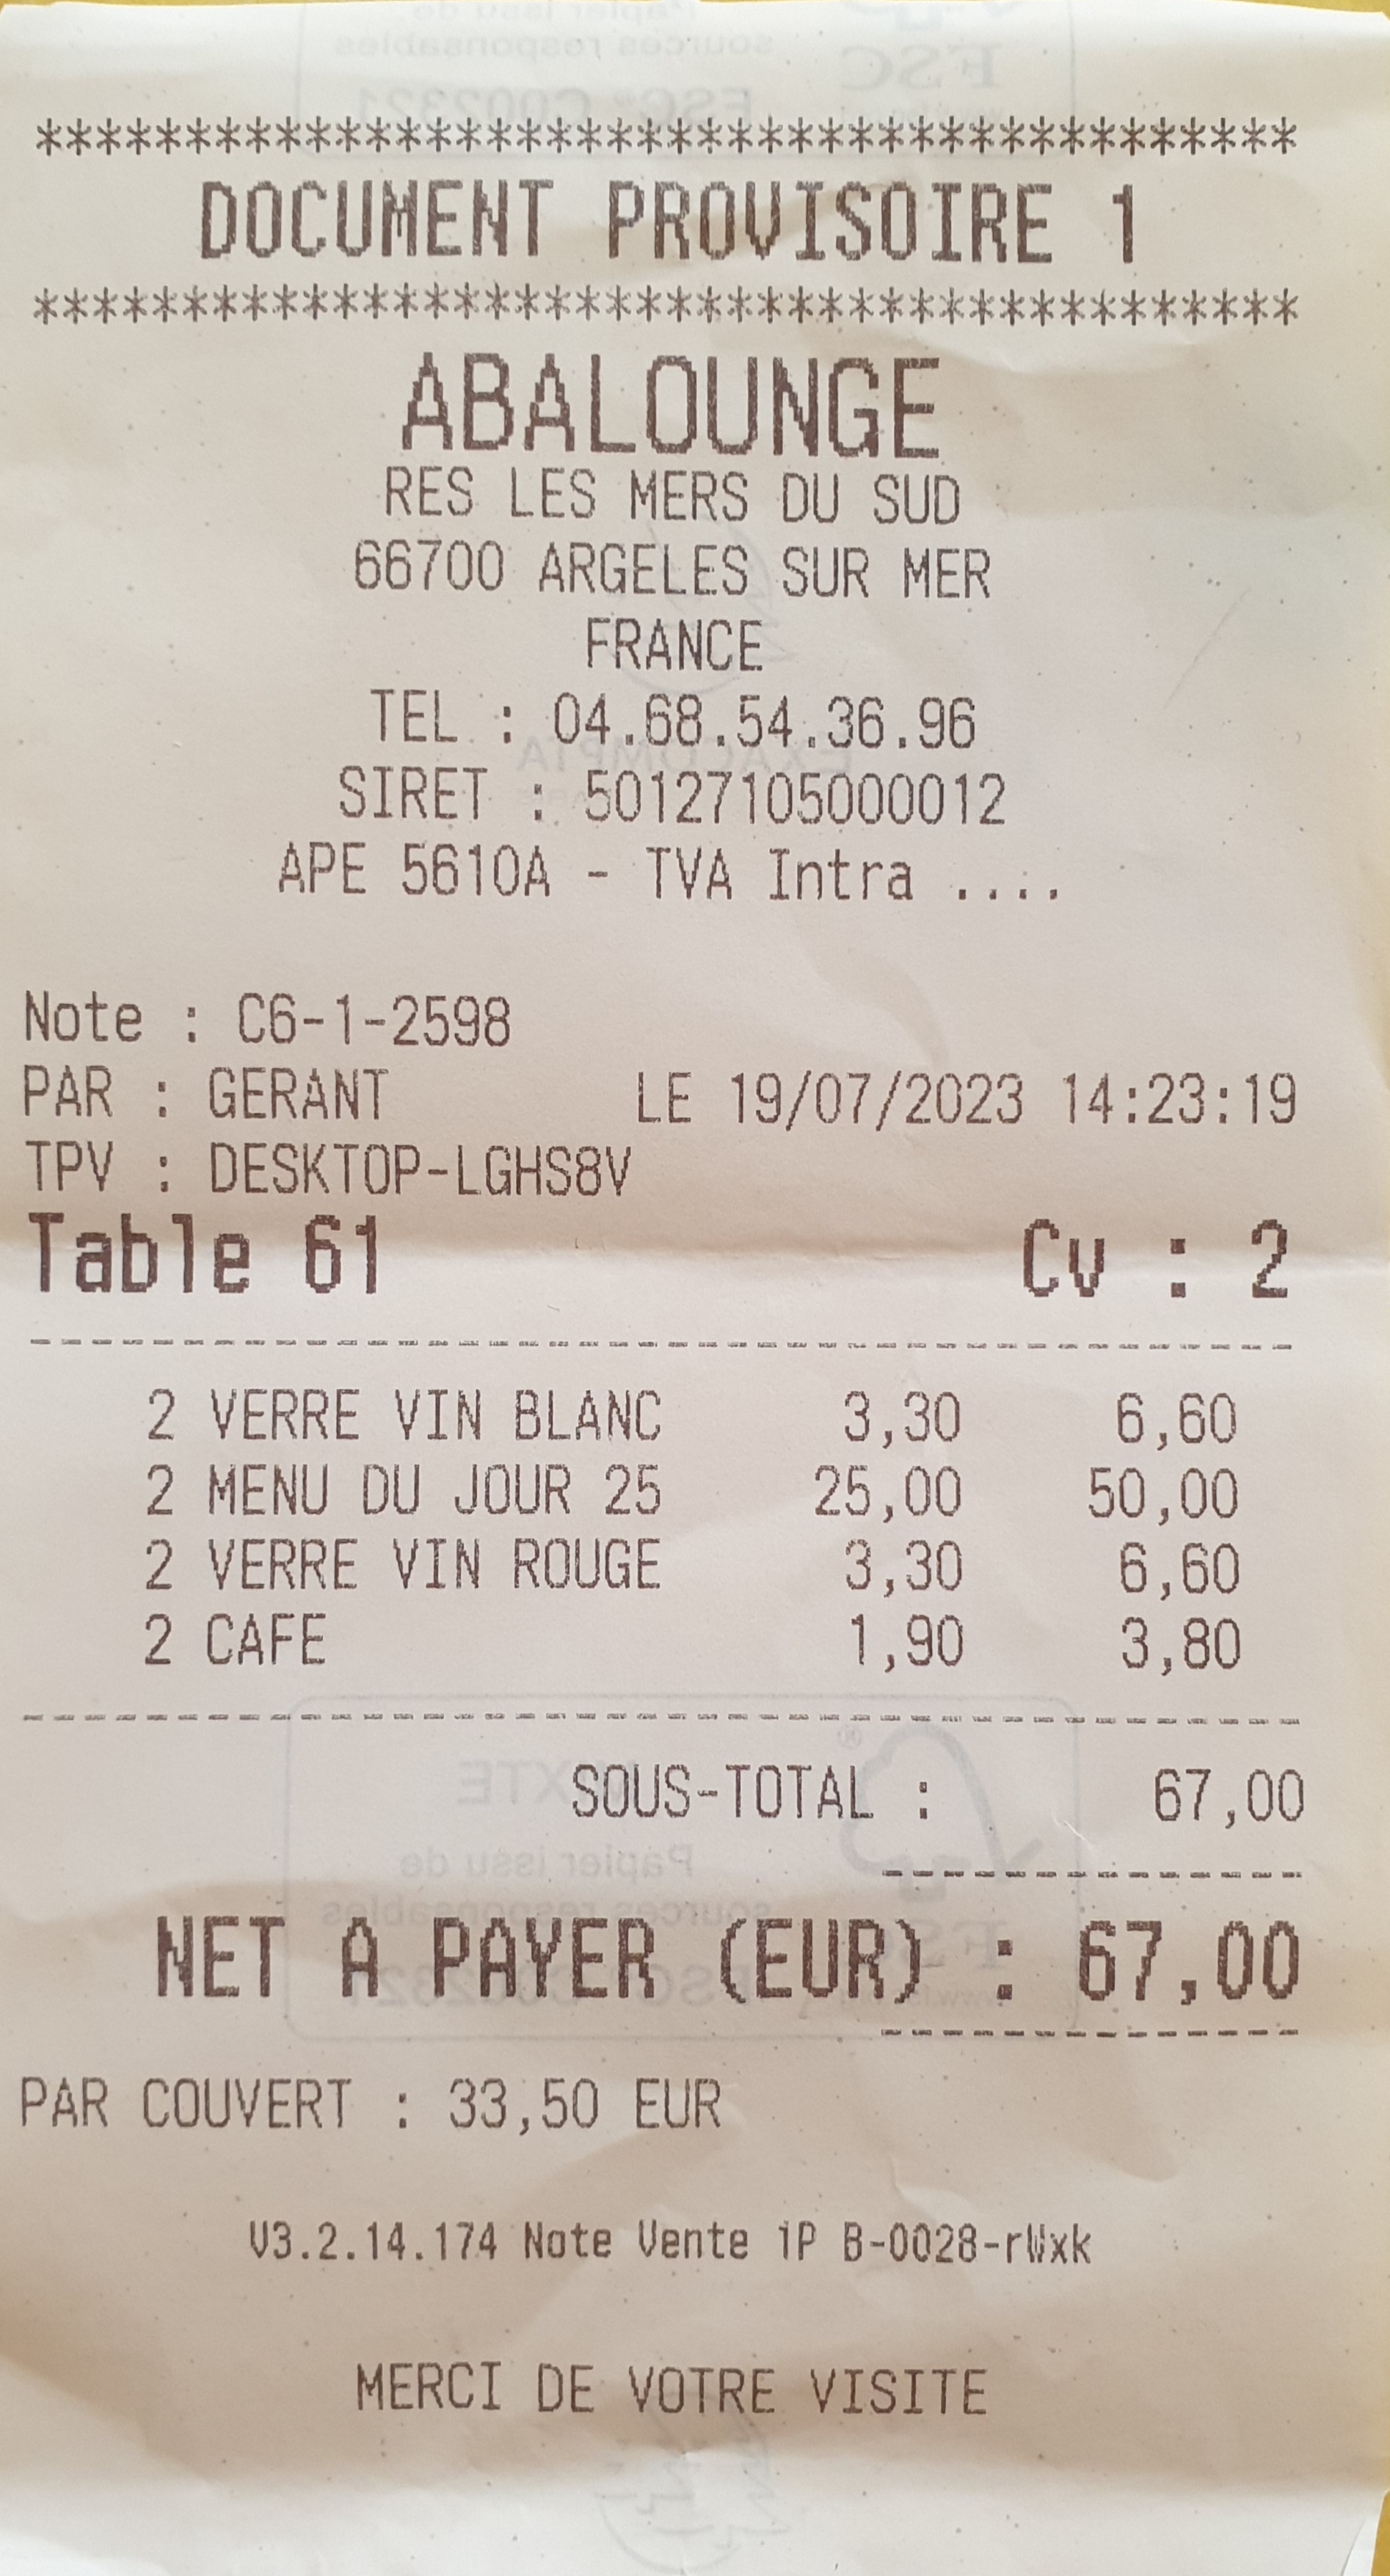 ******************************************
DOCUMENT PROVISOIRE 1
******************************************
ABALOUNGE
RES LES MERS DU SUD
66700 ARGELES SUR MER
FRANCE
TEL : 04.68.54.36.96
SIRET : 50127105000012
APE 5610A - TVA Intra ....
Note : C6-1-2598
PAR : GERANT LE 19/07/2023 14:23:19
TPV : DESKTOP-LGHS8V
Table 61 Cv : 2
2 VERRE VIN BLANC 3,30 6,60
2 MENU DU JOUR 25 25,00 50,00
2 VERRE VIN ROUGE 3,30 6,60
2 CAFE 1,90 3,80
SOUS-TOTAL : 67,00
NET A PAYER (EUR) : 67,00
PAR COUVERT : 33,50 EUR
V3.2.14.174 Note Vente iP B-0028-rWxk
MERCI DE VOTRE VISITE